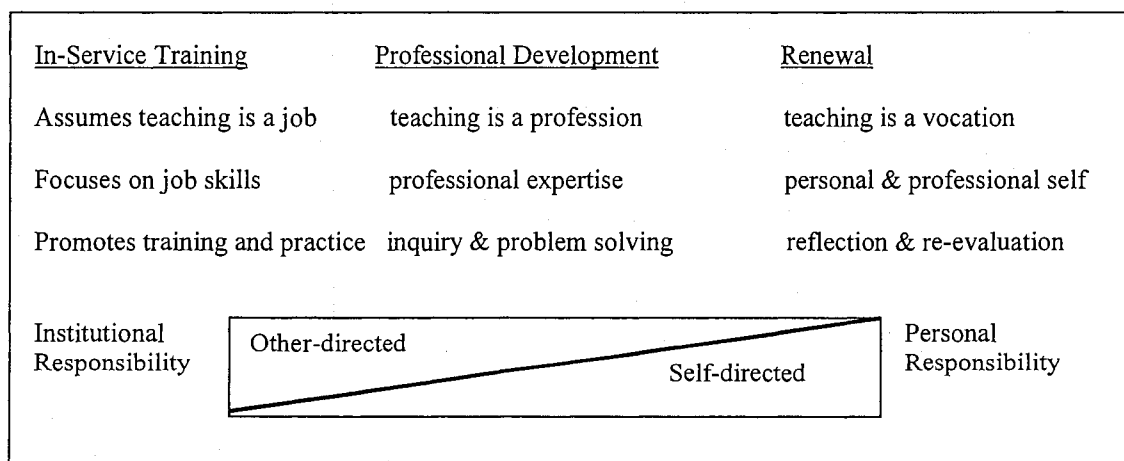 In-Service Training Professional Development Renewal
Assumes teaching is a job teaching is a profession teaching is a vocation
Focuses on job skills professional expertise personal & professional self
Promotes training and practice inquiry & problem solving reflection & re-evaluation
Institutional
Responsibility
Other-directed
Self-directed
Personal
Responsibility